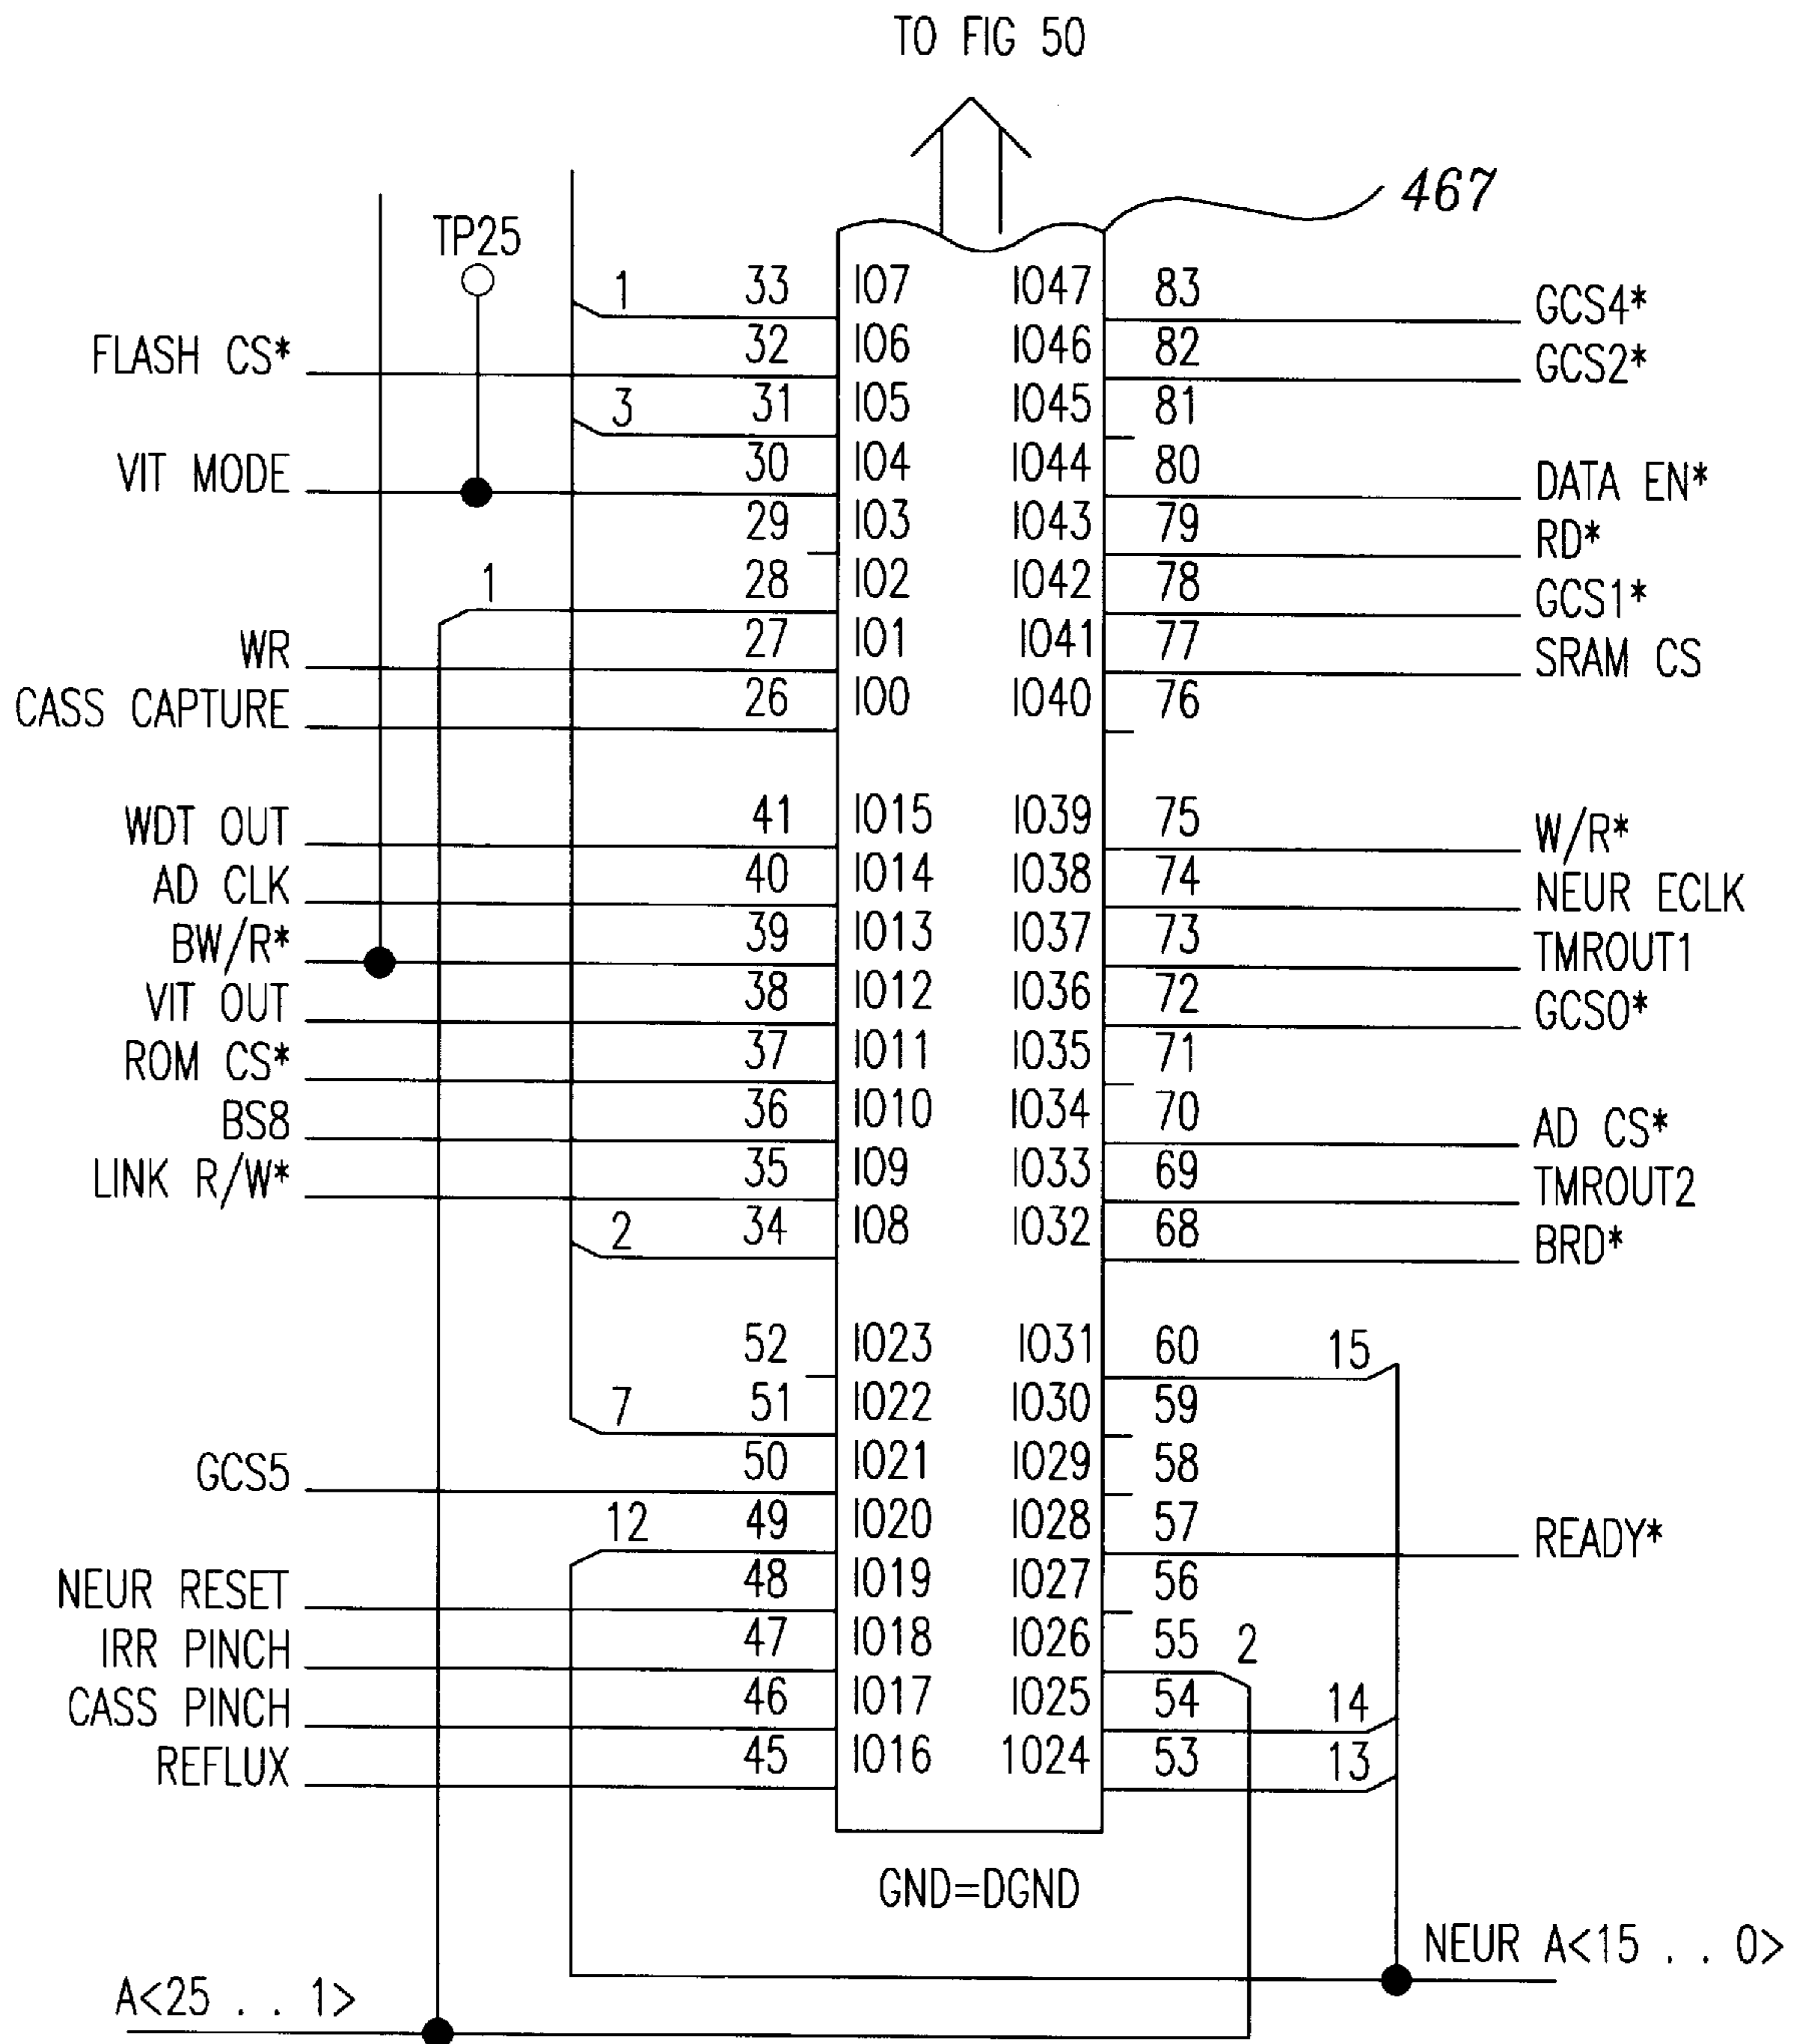 TO FIG 50
467
TP25
1 33 IO7 IO47 83 GCS4*
FLASH CS* 32 IO6 IO46 82 GCS2*
3 31 IO5 IO45 81
VIT MODE 30 IO4 IO44 80 DATA EN*
29 IO3 IO43 79 RD*
1 28 IO2 IO42 78 GCS1*
WR 27 IO1 IO41 77 SRAM CS
CASS CAPTURE 26 IO0 IO40 76
WDT OUT 41 IO15 IO39 75 W/R*
AD CLK 40 IO14 IO38 74 NEUR ECLK
BW/R* 39 IO13 IO37 73 TMROUT1
VIT OUT 38 IO12 IO36 72 GCS0*
ROM CS* 37 IO11 IO35 71
BS8 36 IO10 IO34 70 AD CS*
LINK R/W* 35 IO9 IO33 69 TMROUT2
2 34 IO8 IO32 68 BRD*
52 IO23 IO31 60 15
7 51 IO22 IO30 59
GCS5 50 IO21 IO29 58
12 49 IO20 IO28 57 READY*
NEUR RESET 48 IO19 IO27 56
IRR PINCH 47 IO18 IO26 55 2
CASS PINCH 46 IO17 IO25 54 14
REFLUX 45 IO16 1024 53 13
GND=DGND
NEUR A<15 . . 0>
A<25 . . 1>